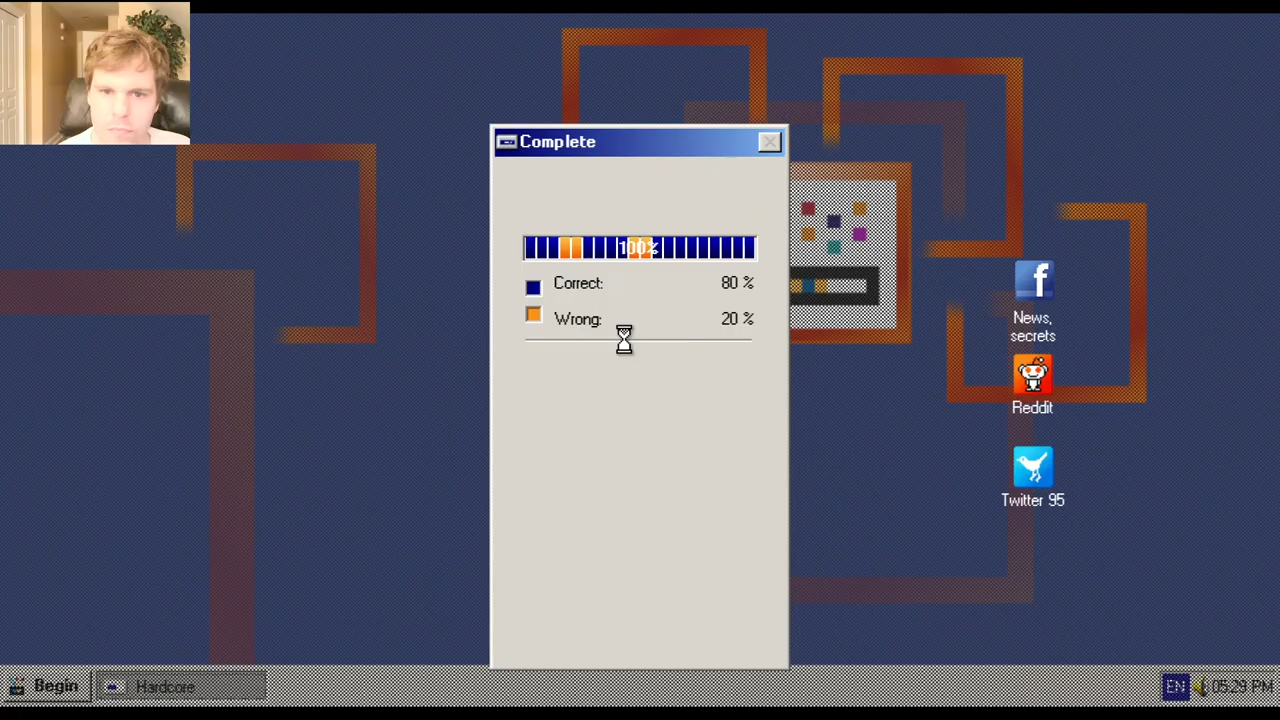 Complete
100%
Correct: 80 %
Wrong: 20 %
News,
secrets
Reddit
Twitter 95
Begin
Hardcore
EN
05:29 PM